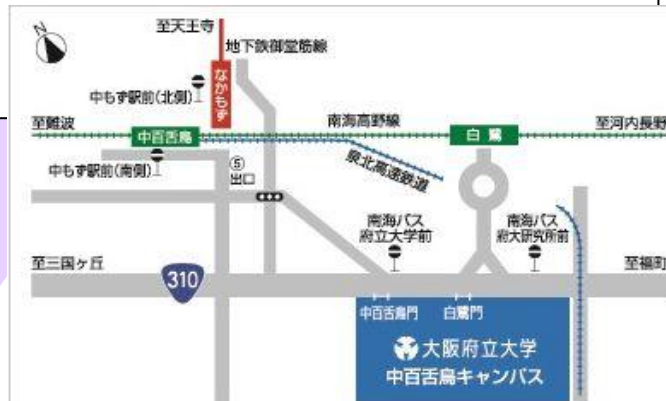 N
至天王寺
地下鉄御堂筋線
なかもず
中もず駅前(北側)
至難波
中百舌鳥
南海高野線
白鷺
至河内長野
中もず駅前(南側)
⑤
出口
泉北高速鉄道
南海バス
府立大学前
南海バス
府大研究所前
至三国ヶ丘
310
至福町
中百舌鳥門
白鷺門
大阪府立大学
中百舌鳥キャンパス